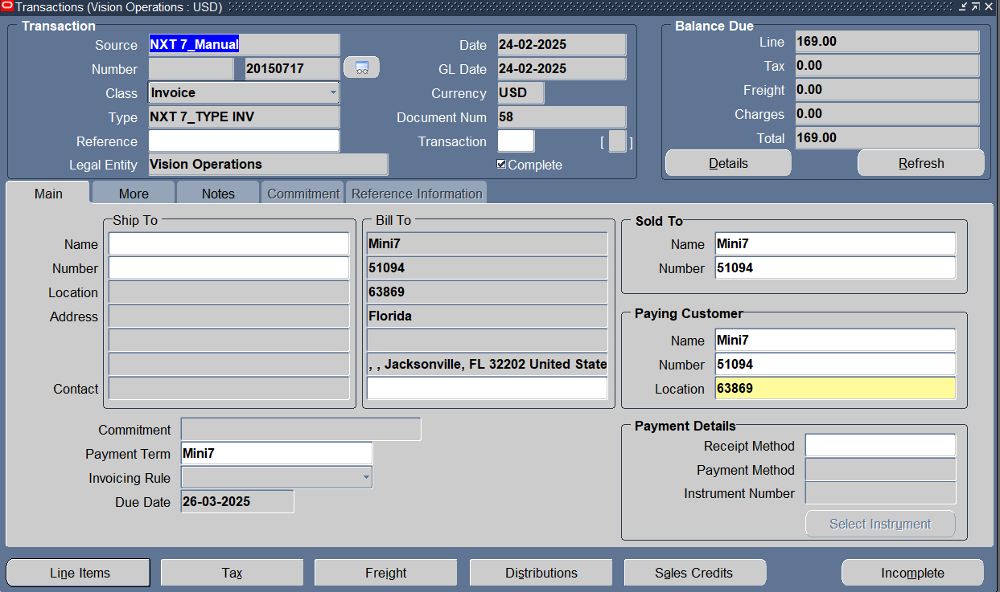 Transactions (Vision Operations : USD)
Transaction
Source NXT 7_Manual
Number 20150717
Class Invoice
Type NXT 7_TYPE INV
Reference
Legal Entity Vision Operations
Date 24-02-2025
GL Date 24-02-2025
Currency USD
Document Num 58
Transaction [ ]
Complete
Balance Due
Line 169.00
Tax 0.00
Freight 0.00
Charges 0.00
Total 169.00
Details Refresh
Main More Notes Commitment Reference Information
Ship To
Name
Number
Location
Address
Contact
Bill To
Mini7
51094
63869
Florida
, , Jacksonville, FL 32202 United State
Sold To
Name Mini7
Number 51094
Paying Customer
Name Mini7
Number 51094
Location 63869
Commitment
Payment Term Mini7
Invoicing Rule
Due Date 26-03-2025
Payment Details
Receipt Method
Payment Method
Instrument Number
Select Instrument
Line Items Tax Freight Distributions Sales Credits Incomplete